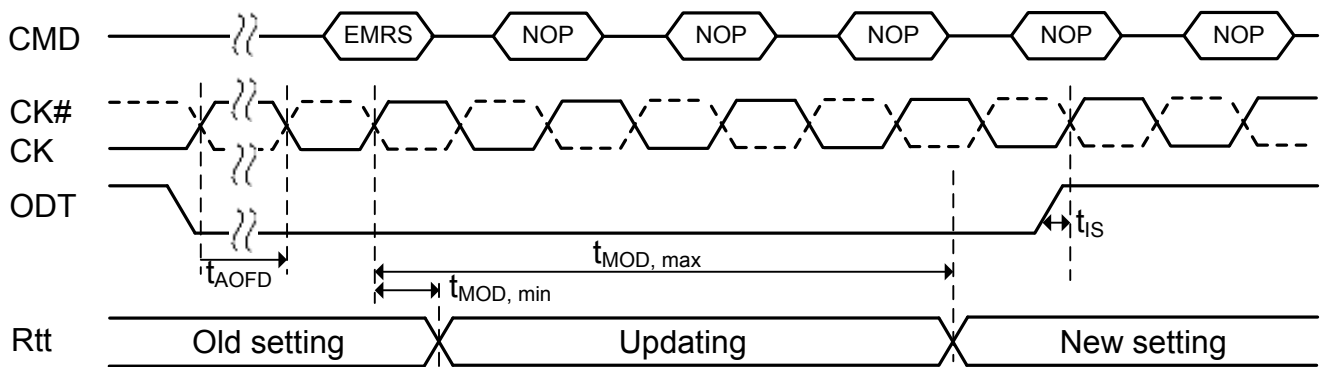 CMD EMRS NOP NOP NOP NOP NOP
CK#
CK
ODT
tIS
tMOD, max
tAOFD
tMOD, min
Rtt Old setting Updating New setting